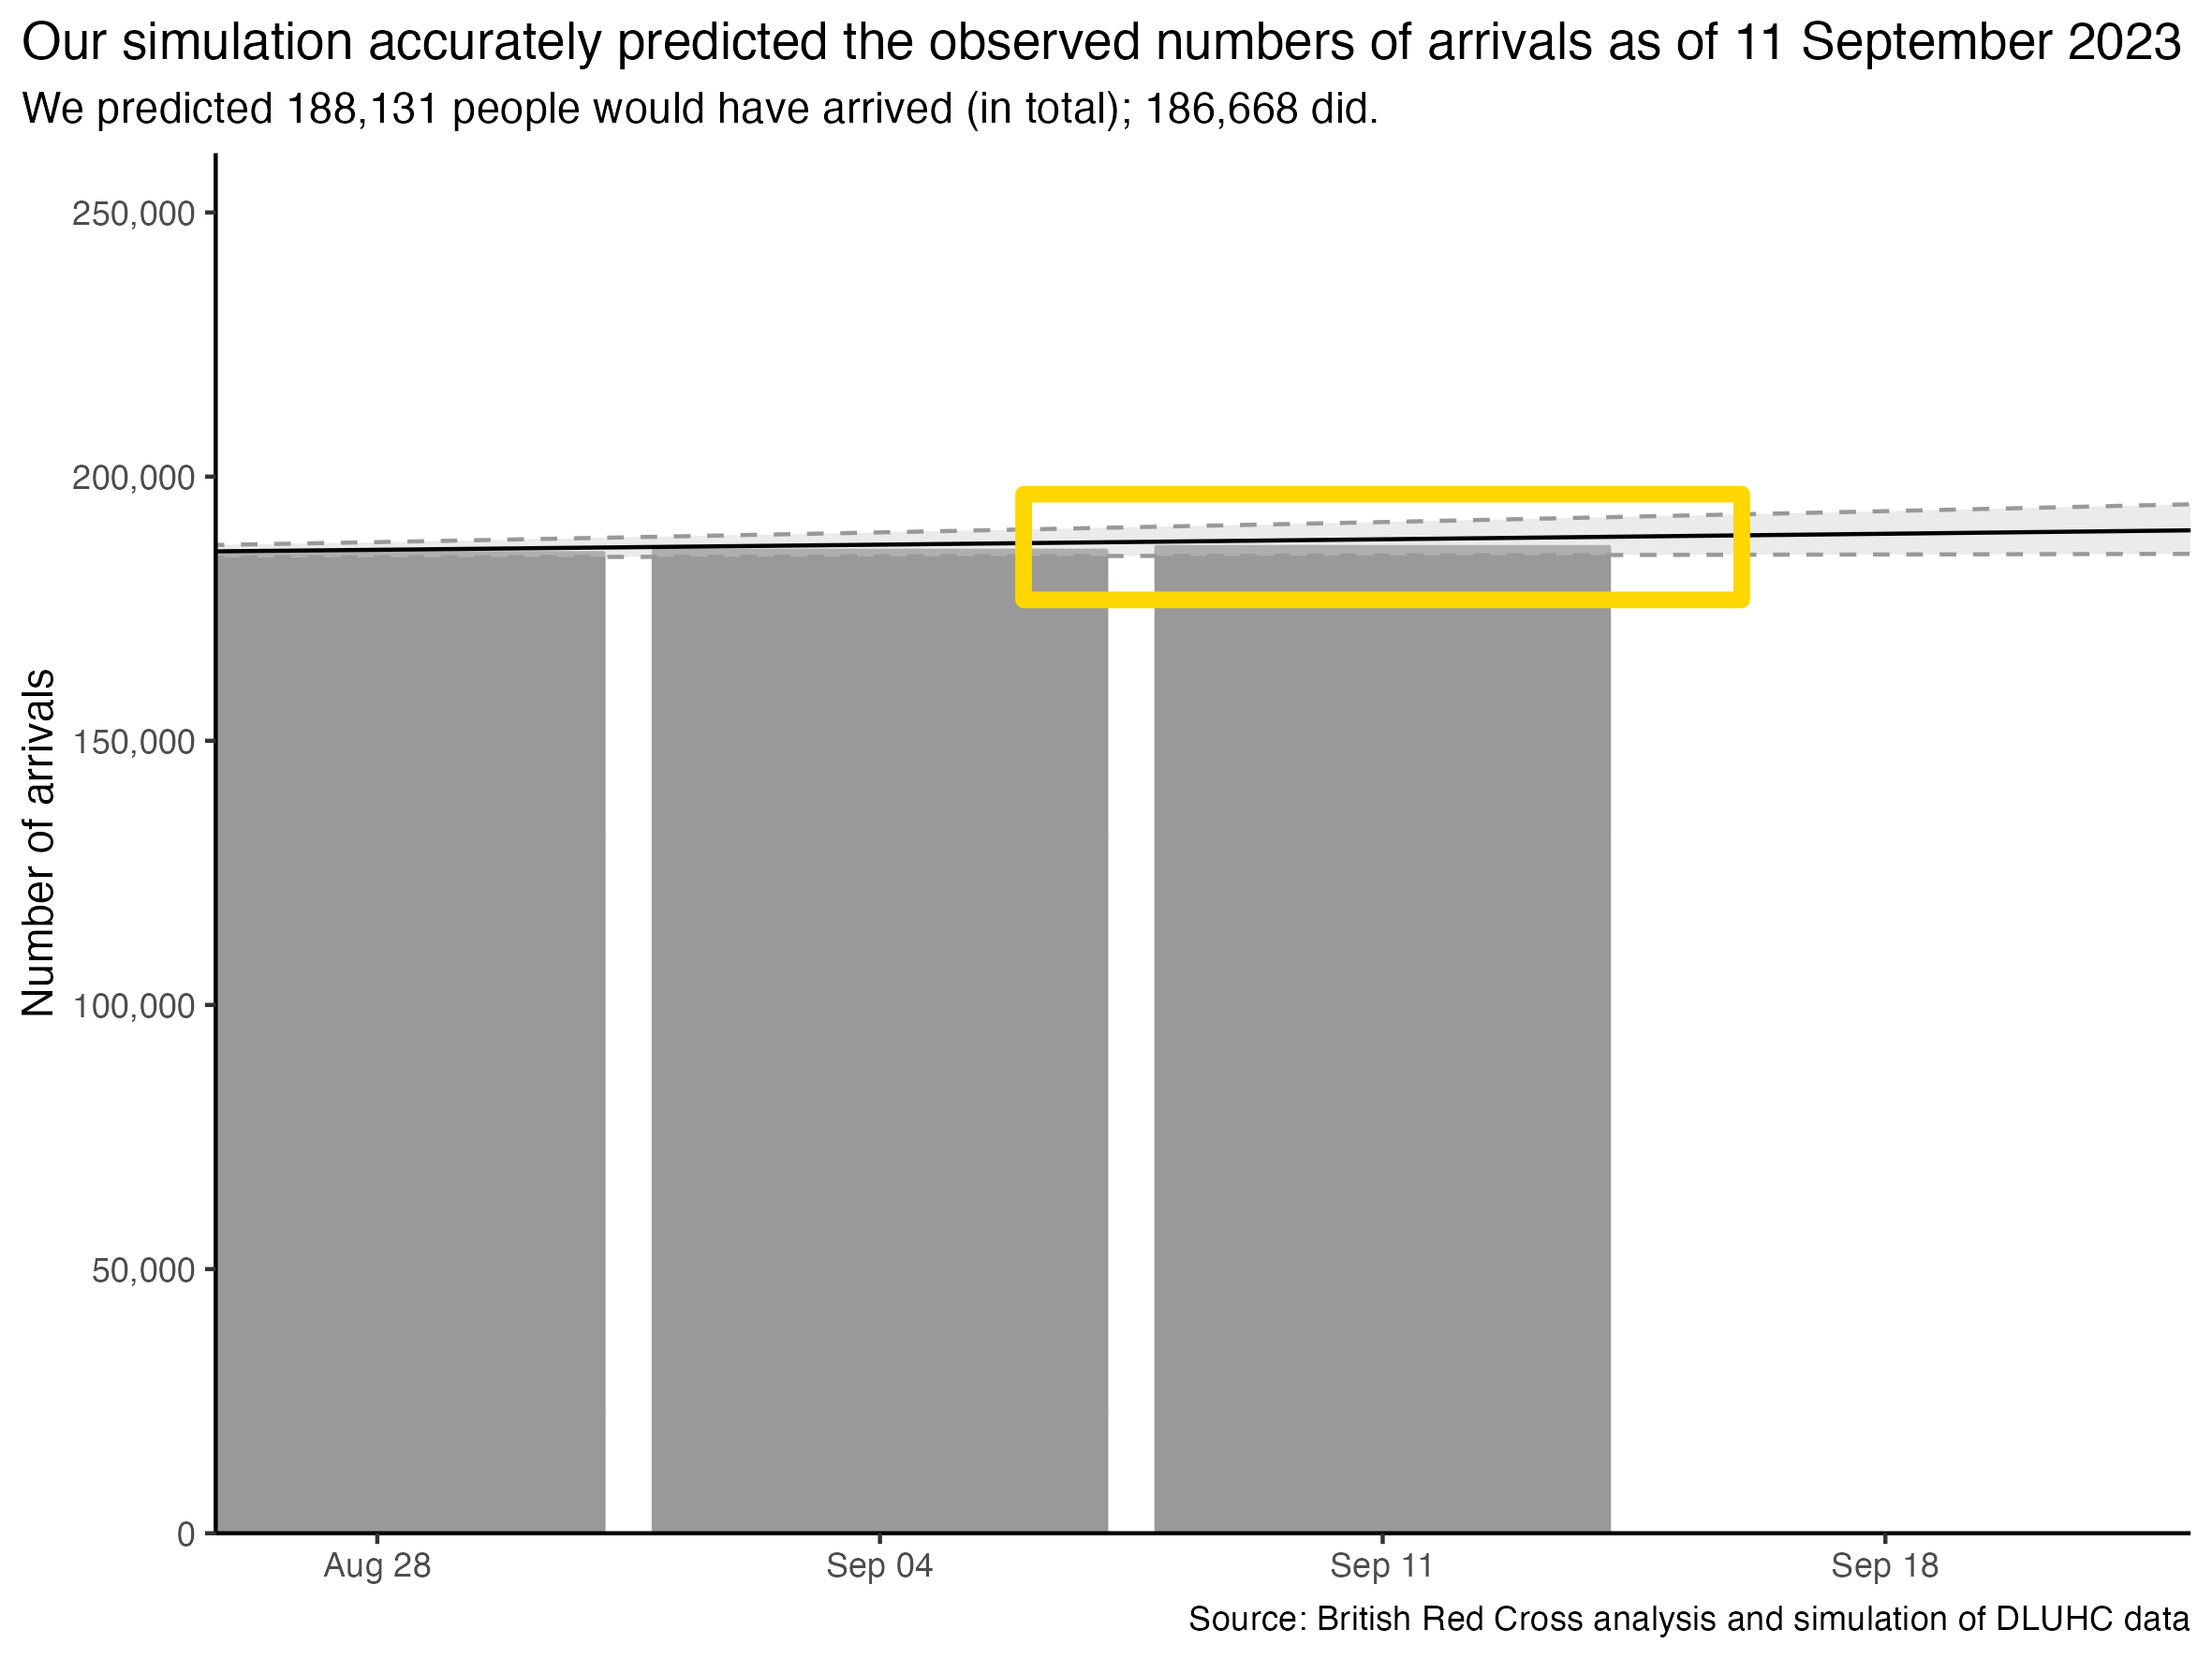 Our simulation accurately predicted the observed numbers of arrivals as of 11 September 2023
We predicted 188,131 people would have arrived (in total); 186,668 did.
Number of arrivals
250,000
200,000
150,000
100,000
50,000
0
Aug 28
Sep 04
Sep 11
Sep 18
Source: British Red Cross analysis and simulation of DLUHC data